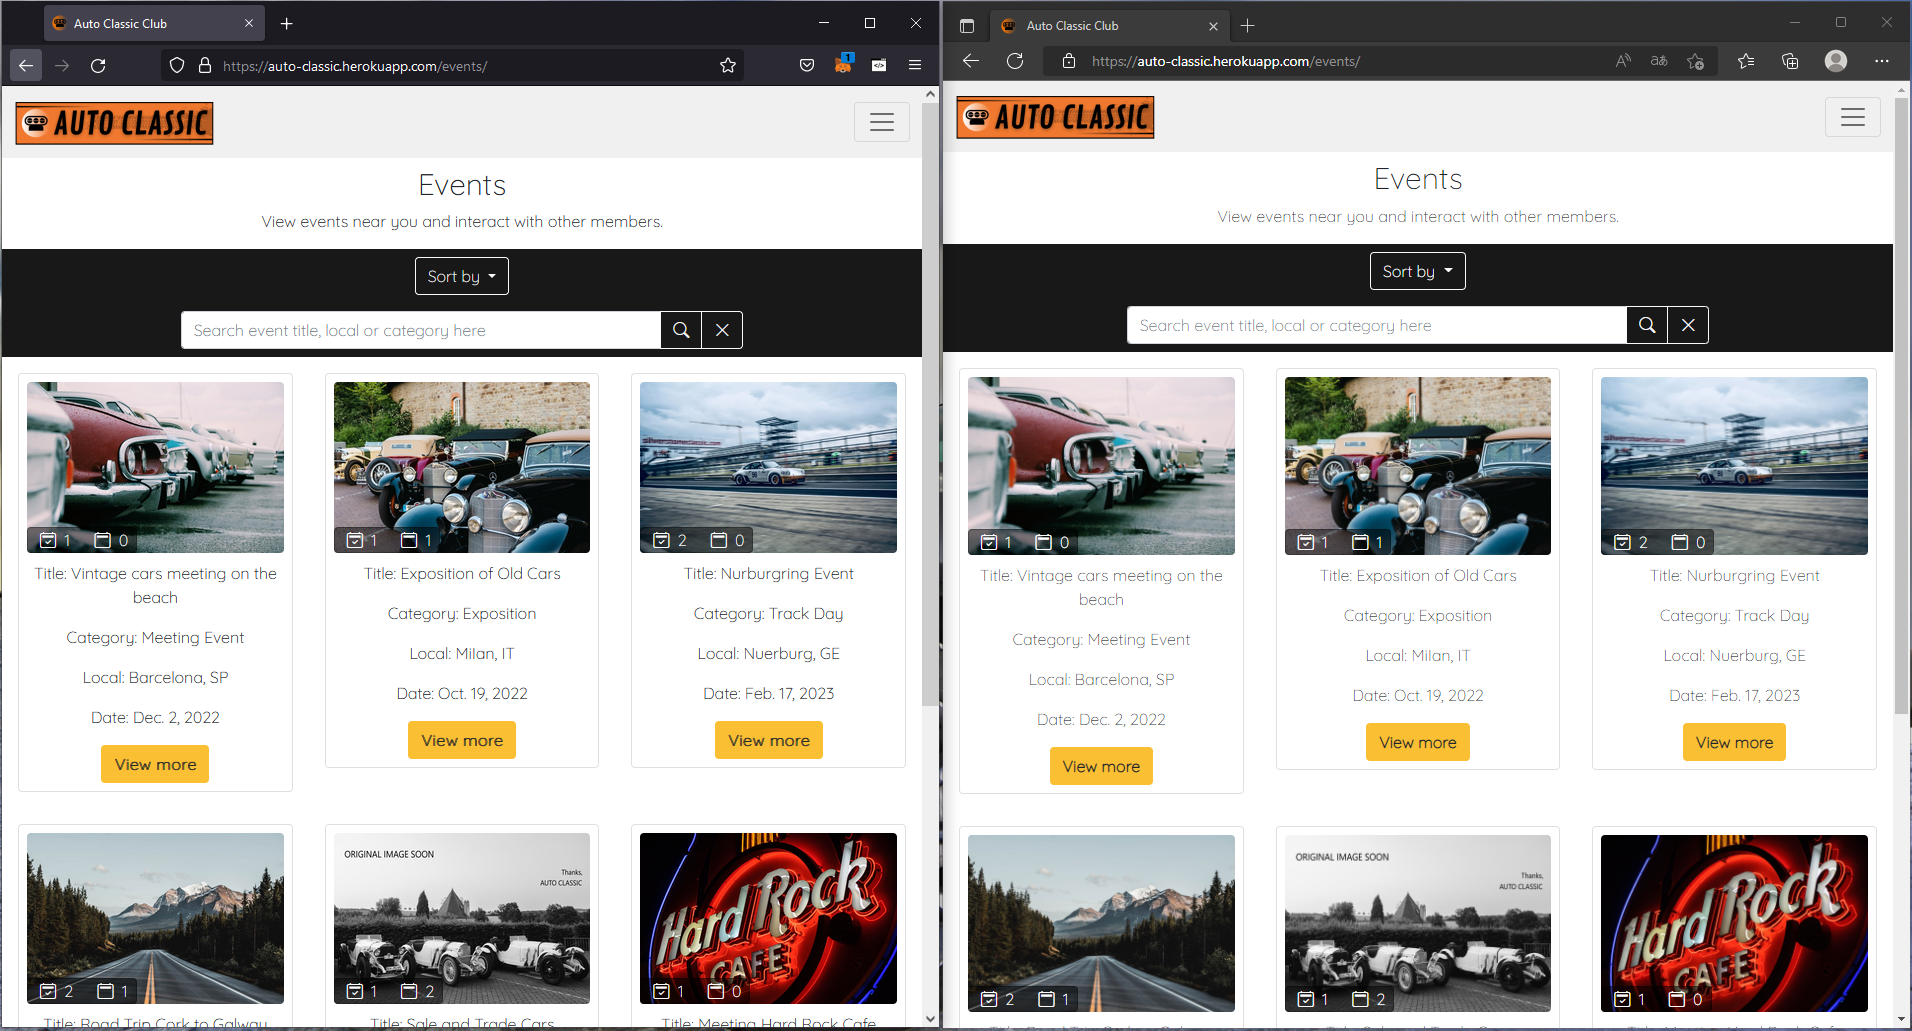 Auto Classic Club
https://auto-classic.herokuapp.com/events/
1
AUTO CLASSIC
Events
View events near you and interact with other members.
Sort by
Search event title, local or category here
1 0
1 1
2 0
Title: Vintage cars meeting on the
beach
Category: Meeting Event
Local: Barcelona, SP
Date: Dec. 2, 2022
View more
Title: Exposition of Old Cars
Category: Exposition
Local: Milan, IT
Date: Oct. 19, 2022
View more
Title: Nurburgring Event
Category: Track Day
Local: Nuerburg, GE
Date: Feb. 17, 2023
View more
2 1
ORIGINAL IMAGE SOON
Thanks,
AUTO CLASSIC
1 2
Hard Rock
CAFE
1 0
Title: Road Trip Cork to Galway
Title: Sale and Trade Cars
Title: Meeting Hard Rock Cafe
Auto Classic Club
https://auto-classic.herokuapp.com/events/
AUTO CLASSIC
Events
View events near you and interact with other members.
Sort by
Search event title, local or category here
1 0
1 1
2 0
Title: Vintage cars meeting on the
beach
Category: Meeting Event
Local: Barcelona, SP
Date: Dec. 2, 2022
View more
Title: Exposition of Old Cars
Category: Exposition
Local: Milan, IT
Date: Oct. 19, 2022
View more
Title: Nurburgring Event
Category: Track Day
Local: Nuerburg, GE
Date: Feb. 17, 2023
View more
2 1
ORIGINAL IMAGE SOON
Thanks,
AUTO CLASSIC
1 2
Hard Rock
CAFE
1 0